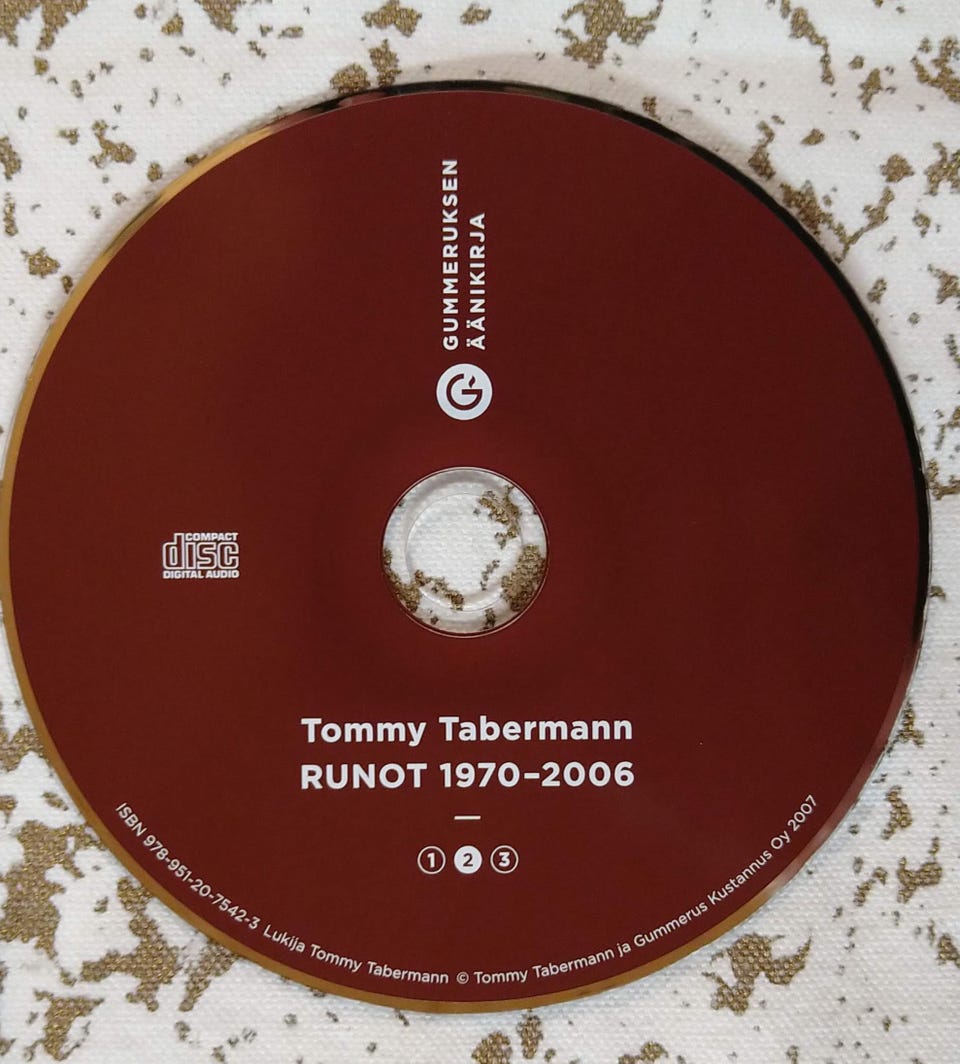 GUMMERUKSEN
ÄÄNIKIRJA
G
COMPACT
disc
DIGITAL AUDIO
Tommy Tabermann
RUNOT 1970–2006
1 2 3
ISBN 978-951-20-7542-3 Lukija Tommy Tabermann © Tommy Tabermann ja Gummerus Kustannus Oy 2007